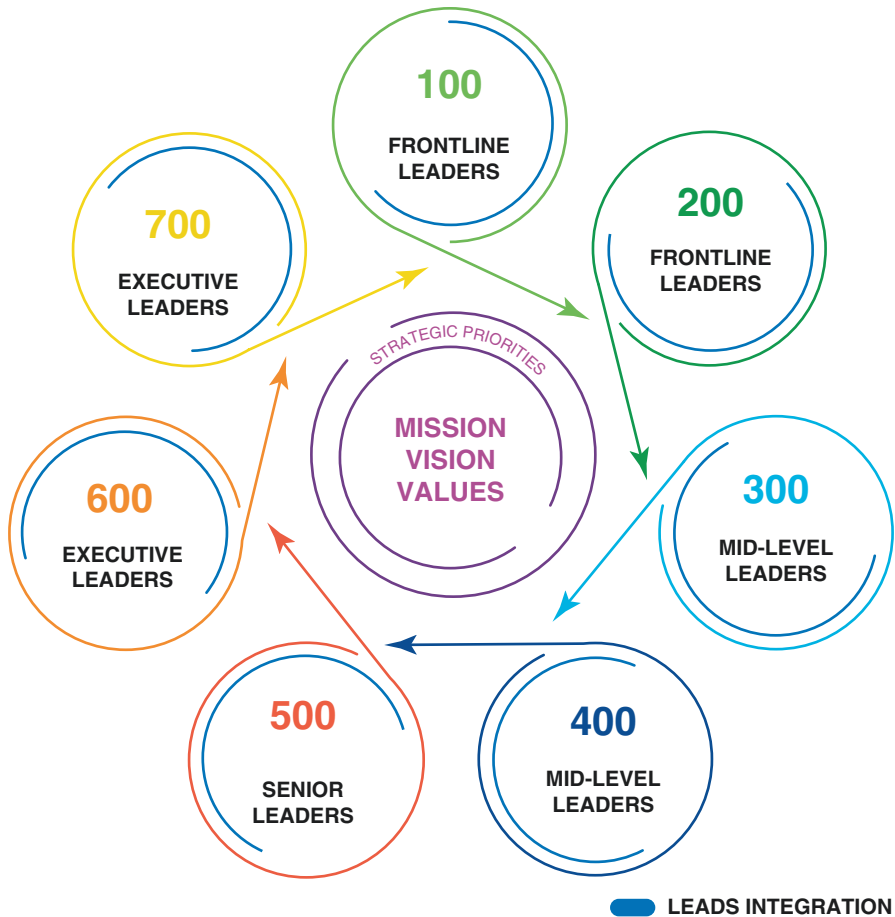 100
FRONTLINE
LEADERS
200
FRONTLINE
LEADERS
300
MID-LEVEL
LEADERS
400
MID-LEVEL
LEADERS
500
SENIOR
LEADERS
600
EXECUTIVE
LEADERS
700
EXECUTIVE
LEADERS
STRATEGIC PRIORITIES
MISSION
VISION
VALUES
LEADS INTEGRATION